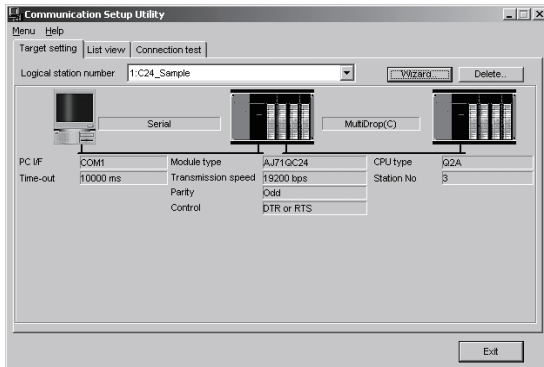 Communication Setup Utility
Menu Help
Target setting List view Connection test
Logical station number 1:C24_Sample Wizard... Delete..
Serial MultiDrop(C)
PC I/F COM1 Module type AJ71QC24 CPU type Q2A
Time-out 10000 ms Transmission speed 19200 bps Station No 3
Parity Odd
Control DTR or RTS
Exit